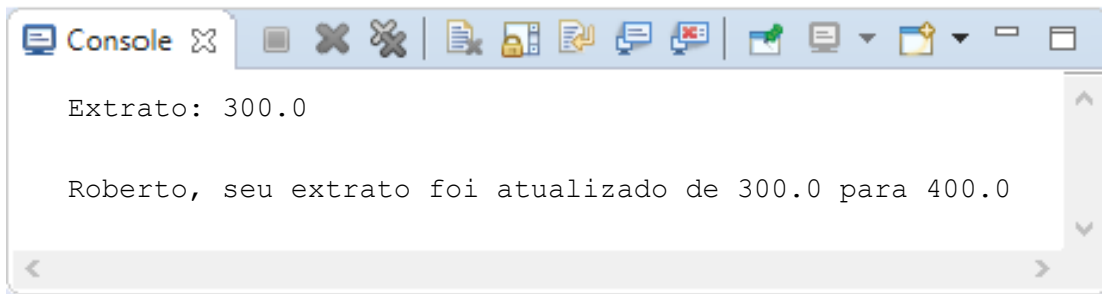 Console
Extrato: 300.0
Roberto, seu extrato foi atualizado de 300.0 para 400.0